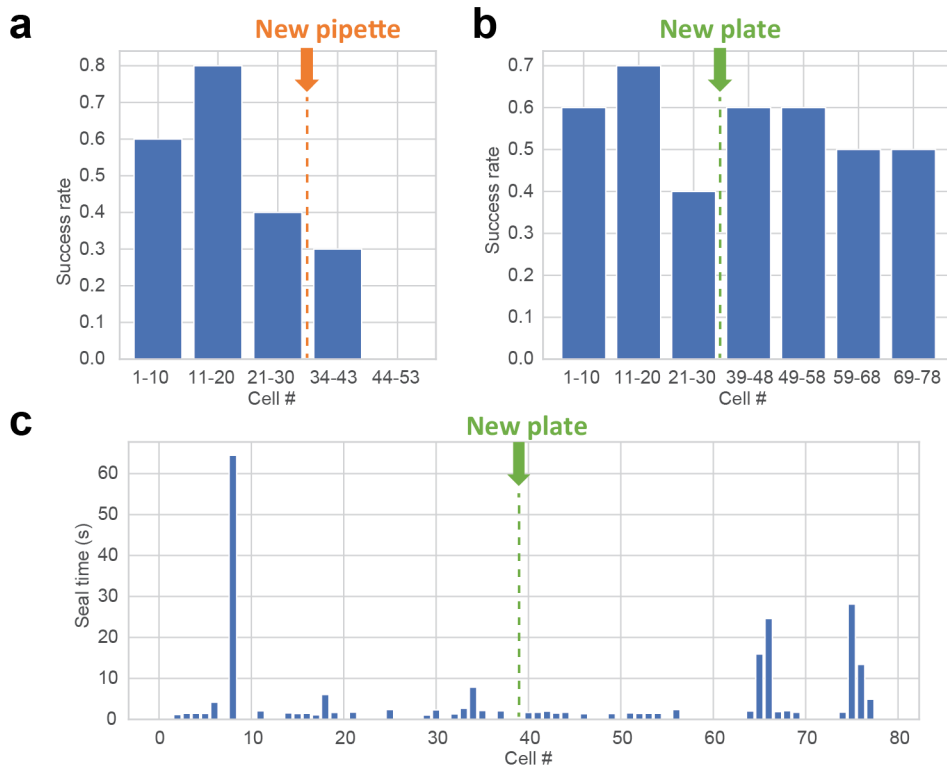 a
New pipette
Success rate
0.8
0.7
0.6
0.5
0.4
0.3
0.2
0.1
0.0
1-10 11-20 21-30 34-43 44-53
Cell #
b
New plate
Success rate
0.7
0.6
0.5
0.4
0.3
0.2
0.1
0.0
1-10 11-20 21-30 39-48 49-58 59-68 69-78
Cell #
c
New plate
Seal time (s)
60
50
40
30
20
10
0
0 10 20 30 40 50 60 70 80
Cell #